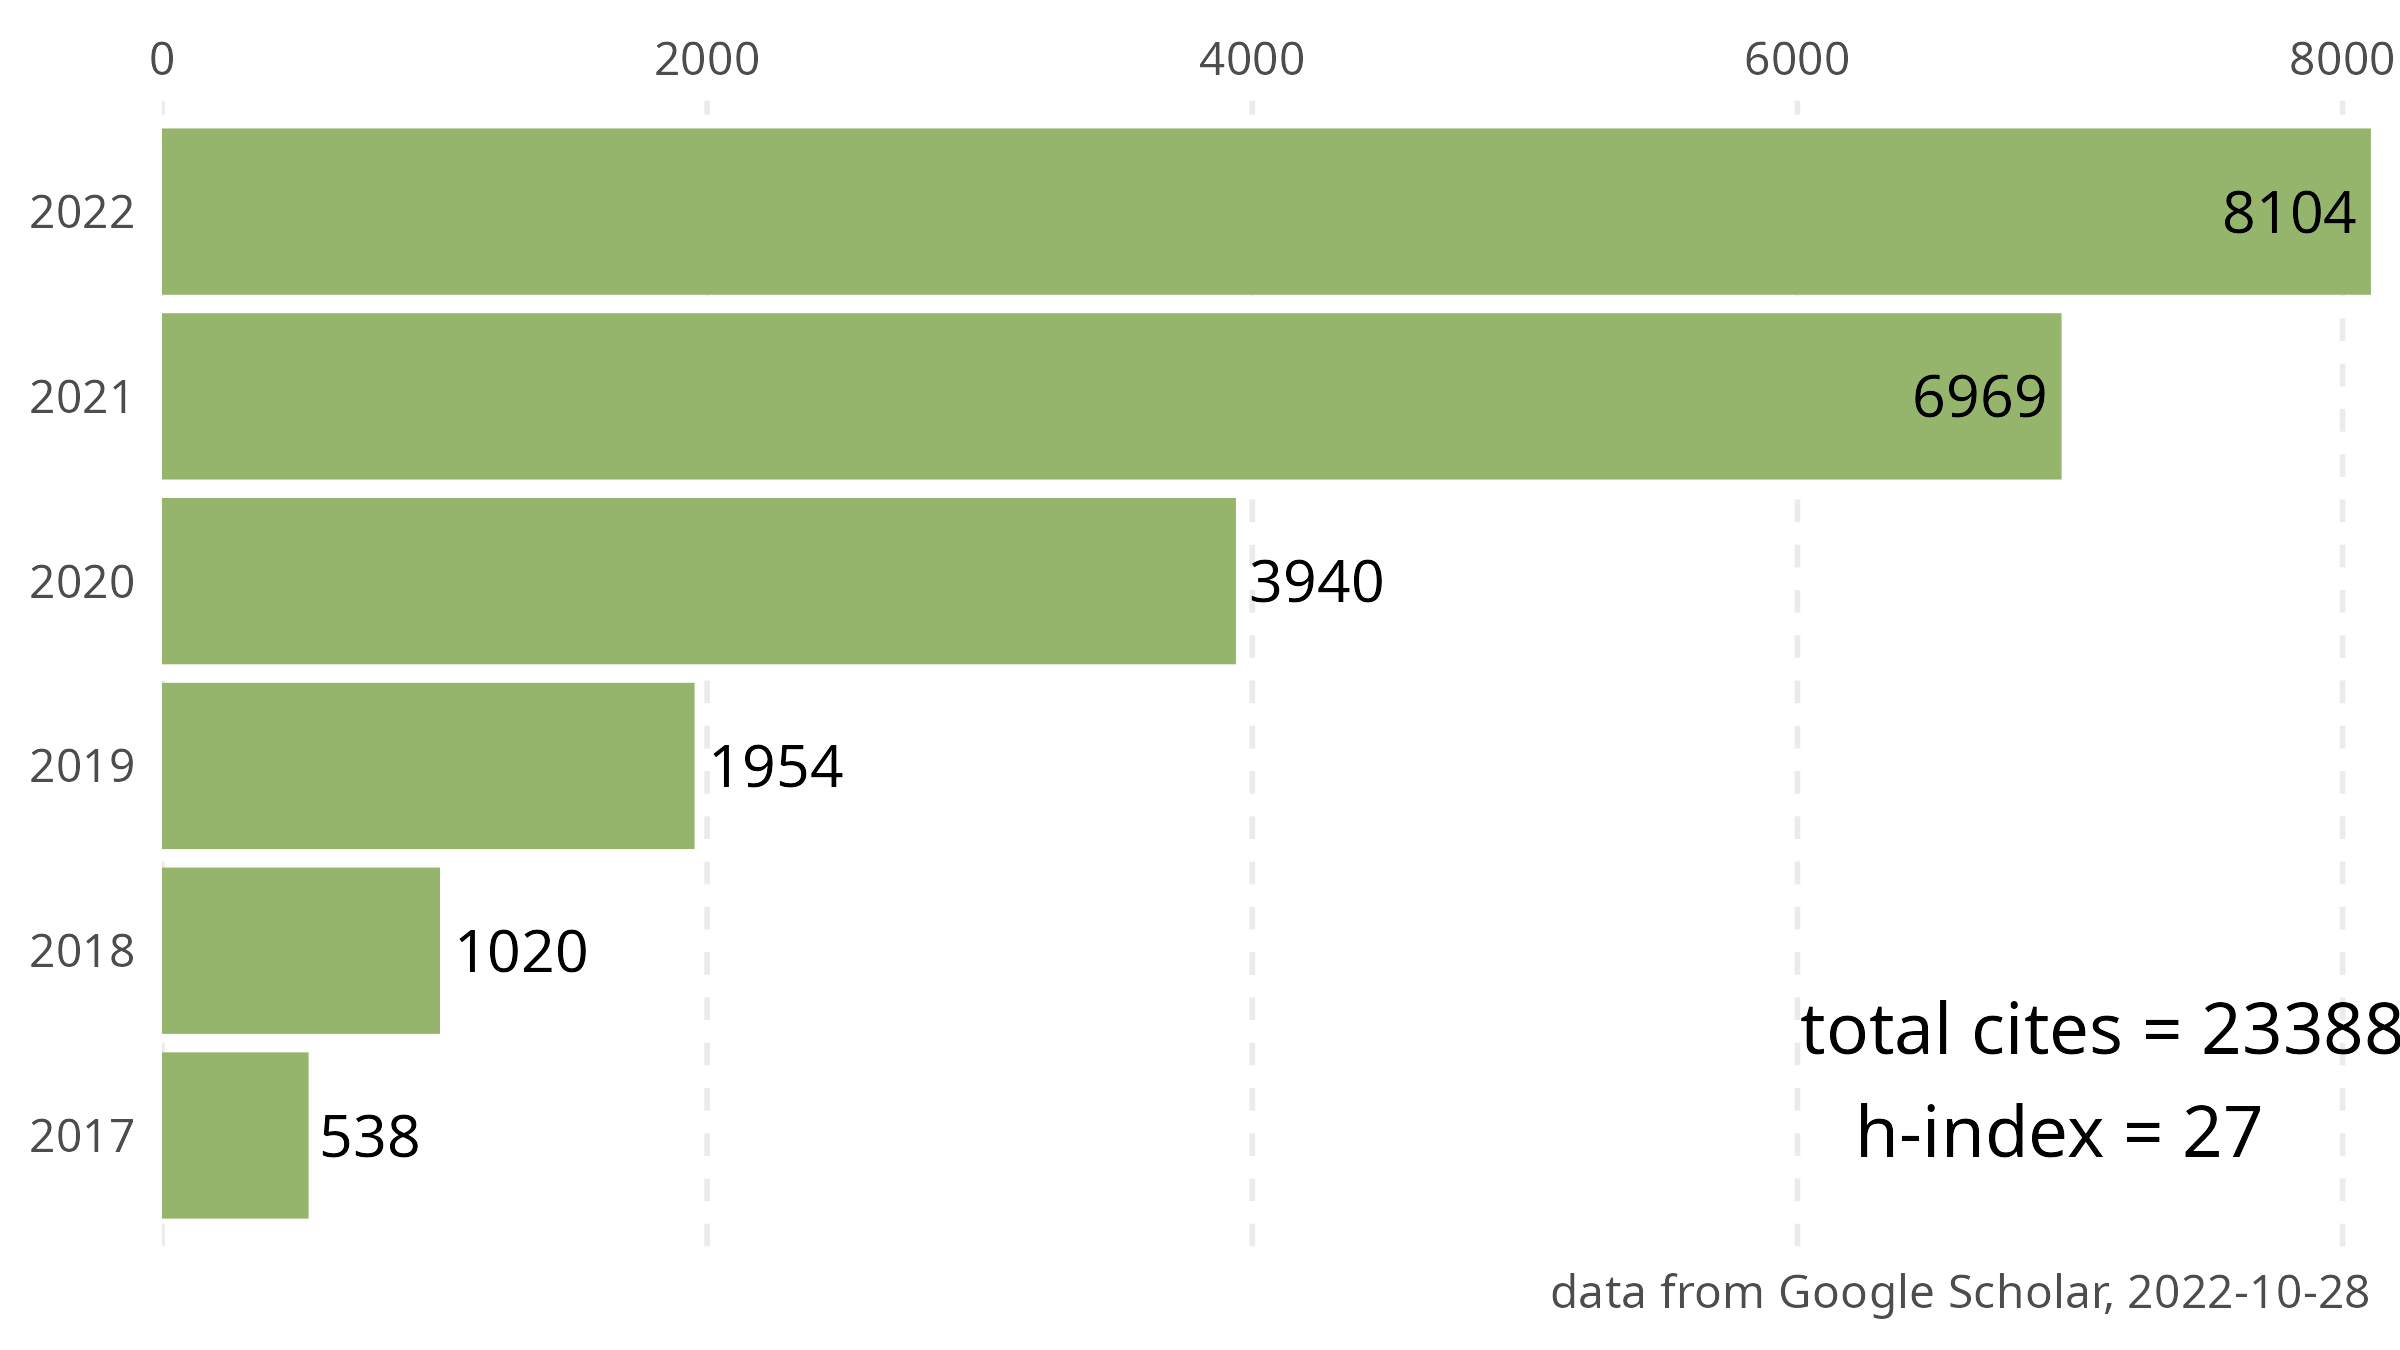 0 2000 4000 6000 8000
2022 8104
2021 6969
2020 3940
2019 1954
2018 1020
total cites = 23388
2017 538
h-index = 27
data from Google Scholar, 2022-10-28